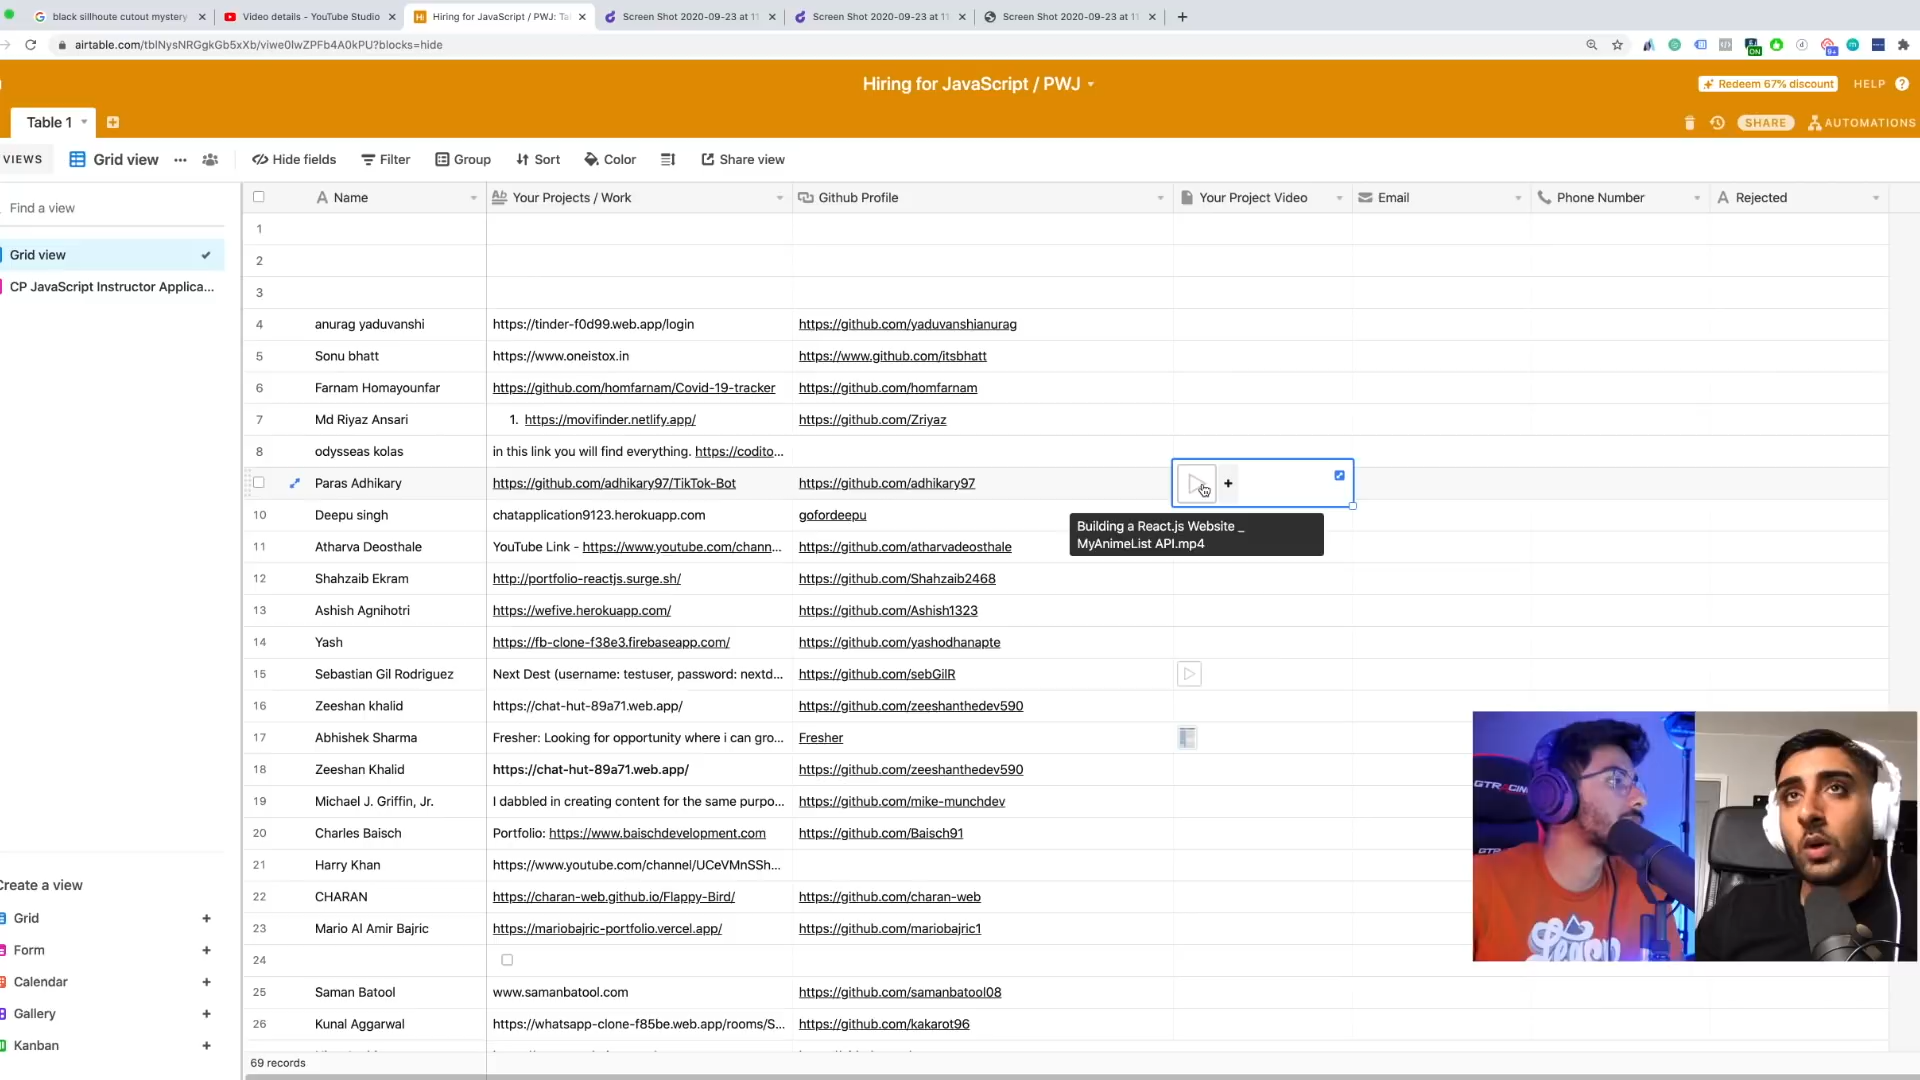 black sillhoute cutout mystery
Video details - YouTube Studio
Hiring for JavaScript / PWJ: Ta
Screen Shot 2020-09-23 at 11
Screen Shot 2020-09-23 at 11
Screen Shot 2020-09-23 at 11
airtable.com/tblNysNRGgkGb5xXb/viwe0lwZPFb4A0kPU?blocks=hide
Hiring for JavaScript / PWJ
Redeem 67% discount
HELP
Table 1
SHARE
AUTOMATIONS
VIEWS
Grid view
Hide fields
Filter
Group
Sort
Color
Share view
Find a view
Grid view
CP JavaScript Instructor Applica...
Name Your Projects / Work Github Profile Your Project Video Email Phone Number Rejected
1
2
3
4 anurag yaduvanshi https://tinder-f0d99.web.app/login https://github.com/yaduvanshianurag
5 Sonu bhatt https://www.oneistox.in https://www.github.com/itsbhatt
6 Farnam Homayounfar https://github.com/homfarnam/Covid-19-tracker https://github.com/homfarnam
7 Md Riyaz Ansari 1. https://movifinder.netlify.app/ https://github.com/Zriyaz
8 odysseas kolas in this link you will find everything. https://codito...
Paras Adhikary https://github.com/adhikary97/TikTok-Bot https://github.com/adhikary97
Building a React.js Website _
MyAnimeList API.mp4
10 Deepu singh chatapplication9123.herokuapp.com gofordeepu
11 Atharva Deosthale YouTube Link - https://www.youtube.com/chann... https://github.com/atharvadeosthale
12 Shahzaib Ekram http://portfolio-reactjs.surge.sh/ https://github.com/Shahzaib2468
13 Ashish Agnihotri https://wefive.herokuapp.com/ https://github.com/Ashish1323
14 Yash https://fb-clone-f38e3.firebaseapp.com/ https://github.com/yashodhanapte
15 Sebastian Gil Rodriguez Next Dest (username: testuser, password: nextd... https://github.com/sebGilR
16 Zeeshan khalid https://chat-hut-89a71.web.app/ https://github.com/zeeshanthedev590
17 Abhishek Sharma Fresher: Looking for opportunity where i can gro... Fresher
18 Zeeshan Khalid https://chat-hut-89a71.web.app/ https://github.com/zeeshanthedev590
19 Michael J. Griffin, Jr. I dabbled in creating content for the same purpo... https://github.com/mike-munchdev
20 Charles Baisch Portfolio: https://www.baischdevelopment.com https://github.com/Baisch91
21 Harry Khan https://www.youtube.com/channel/UCeVMnSSh...
22 CHARAN https://charan-web.github.io/Flappy-Bird/ https://github.com/charan-web
23 Mario Al Amir Bajric https://mariobajric-portfolio.vercel.app/ https://github.com/mariobajric1
24
25 Saman Batool www.samanbatool.com https://github.com/samanbatool08
26 Kunal Aggarwal https://whatsapp-clone-f85be.web.app/rooms/S... https://github.com/kakarot96
Create a view
Grid
Form
Calendar
Gallery
Kanban
69 records
GTRACIN